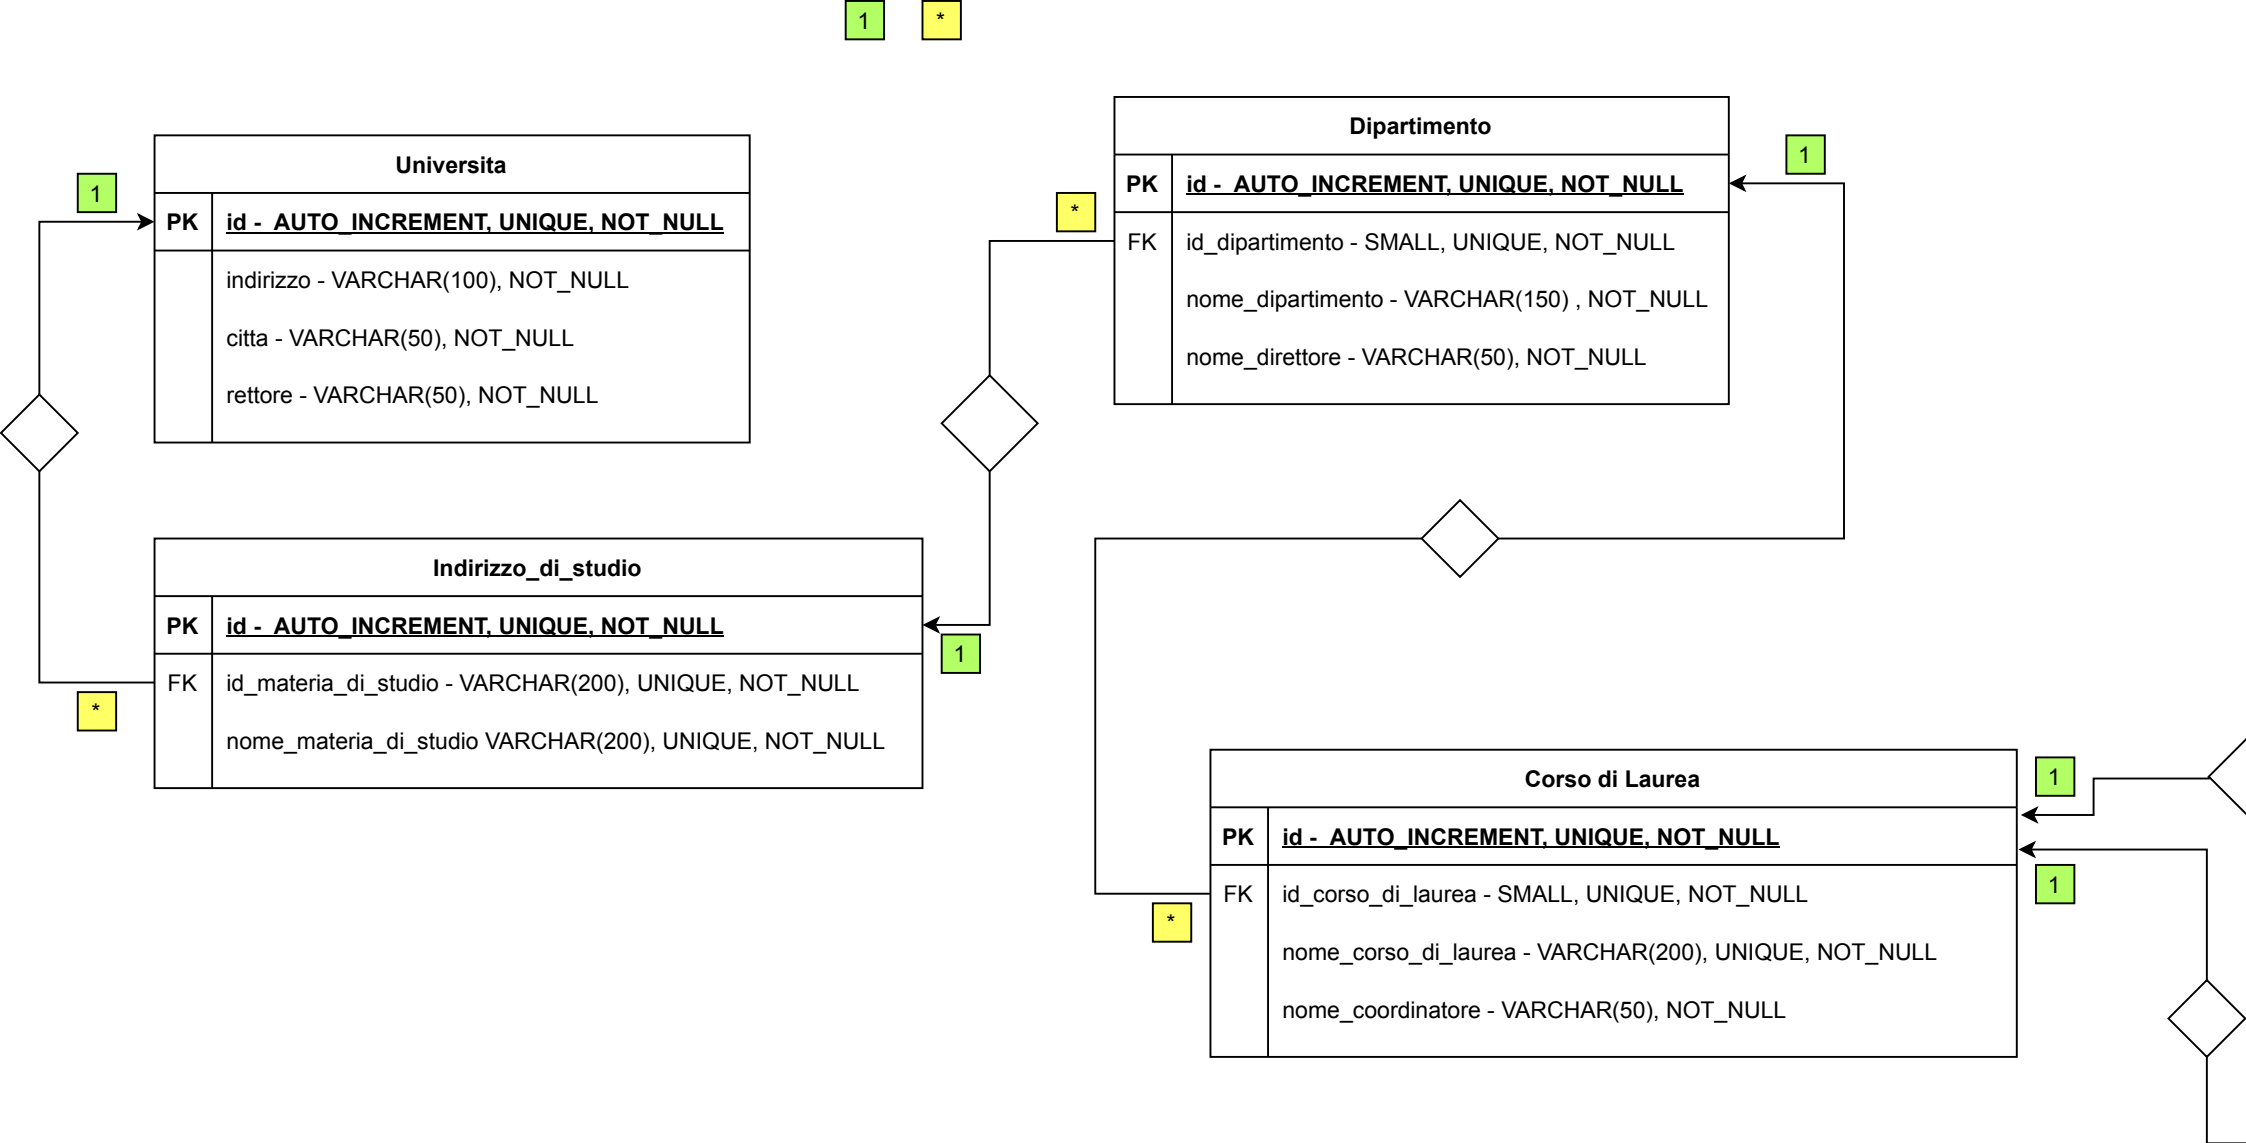 1 *
Universita
1
PK id - AUTO_INCREMENT, UNIQUE, NOT_NULL
indirizzo - VARCHAR(100), NOT_NULL
citta - VARCHAR(50), NOT_NULL
rettore - VARCHAR(50), NOT_NULL
Indirizzo_di_studio
PK id - AUTO_INCREMENT, UNIQUE, NOT_NULL
1
FK id_materia_di_studio - VARCHAR(200), UNIQUE, NOT_NULL
*
nome_materia_di_studio VARCHAR(200), UNIQUE, NOT_NULL
Dipartimento
1
PK id - AUTO_INCREMENT, UNIQUE, NOT_NULL
*
FK id_dipartimento - SMALL, UNIQUE, NOT_NULL
nome_dipartimento - VARCHAR(150) , NOT_NULL
nome_direttore - VARCHAR(50), NOT_NULL
Corso di Laurea
1
PK id - AUTO_INCREMENT, UNIQUE, NOT_NULL
1
FK id_corso_di_laurea - SMALL, UNIQUE, NOT_NULL
*
nome_corso_di_laurea - VARCHAR(200), UNIQUE, NOT_NULL
nome_coordinatore - VARCHAR(50), NOT_NULL